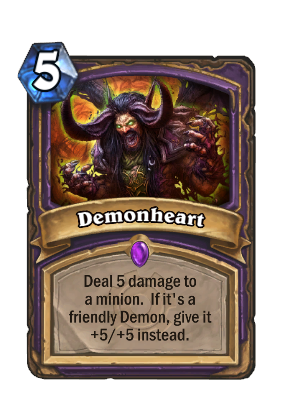 5
Demonheart
Deal 5 damage to
a minion. If it's a
friendly Demon, give it
+5/+5 instead.